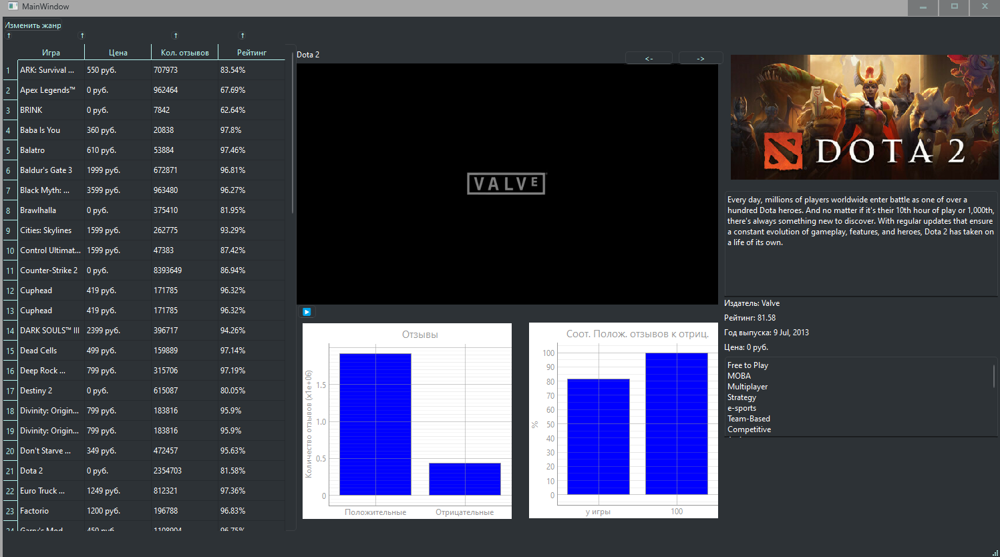 MainWindow
Изменить жанр
↑ ↑ ↑ ↑
Игра Цена Кол. отзывов Рейтинг
1 ARK: Survival ... 550 руб. 707973 83.54%
2 Apex Legends™ 0 руб. 962464 67.69%
3 BRINK 0 руб. 7842 62.64%
4 Baba Is You 360 руб. 20838 97.8%
5 Balatro 610 руб. 53884 97.46%
6 Baldur's Gate 3 1999 руб. 672871 96.81%
7 Black Myth: ... 3599 руб. 963480 96.27%
8 Brawlhalla 0 руб. 375410 81.95%
9 Cities: Skylines 1599 руб. 262775 93.29%
10 Control Ultimat... 1599 руб. 47383 87.42%
11 Counter-Strike 2 0 руб. 8393649 86.94%
12 Cuphead 419 руб. 171785 96.32%
13 Cuphead 419 руб. 171785 96.32%
14 DARK SOULS™ III 2399 руб. 396717 94.26%
15 Dead Cells 499 руб. 159889 97.14%
16 Deep Rock ... 799 руб. 315706 97.19%
17 Destiny 2 0 руб. 615087 80.05%
18 Divinity: Origin... 799 руб. 183816 95.9%
19 Divinity: Origin... 799 руб. 183816 95.9%
20 Don't Starve ... 349 руб. 472457 95.63%
21 Dota 2 0 руб. 2354703 81.58%
22 Euro Truck ... 1249 руб. 812321 97.36%
23 Factorio 1200 руб. 196788 96.83%
24 Garry's Mod 450 руб. 1108904 96.75%
Dota 2
<- ->
VALVE
Отзывы
Количество отзывов (x1e+06)
1.5
1.0
0.5
0
Положительные Отрицательные
Соот. Полож. отзывов к отриц.
%
100
90
80
70
60
50
40
30
20
10
0
у игры 100
DOTA 2
Every day, millions of players worldwide enter battle as one of over a
hundred Dota heroes. And no matter if it's their 10th hour of play or 1,000th,
there's always something new to discover. With regular updates that ensure
a constant evolution of gameplay, features, and heroes, Dota 2 has taken on
a life of its own.
Издатель: Valve
Рейтинг: 81.58
Год выпуска: 9 Jul, 2013
Цена: 0 руб.
Free to Play
MOBA
Multiplayer
Strategy
e-sports
Team-Based
Competitive